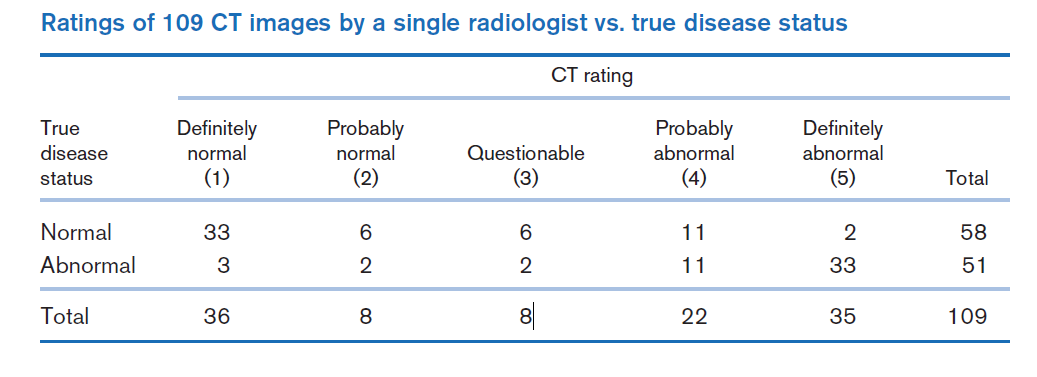 Ratings of 109 CT images by a single radiologist vs. true disease status
CT rating
True Definitely Probably Probably Definitely
disease normal normal Questionable abnormal abnormal
status (1) (2) (3) (4) (5) Total
Normal 33 6 6 11 2 58
Abnormal 3 2 2 11 33 51
Total 36 8 8 22 35 109